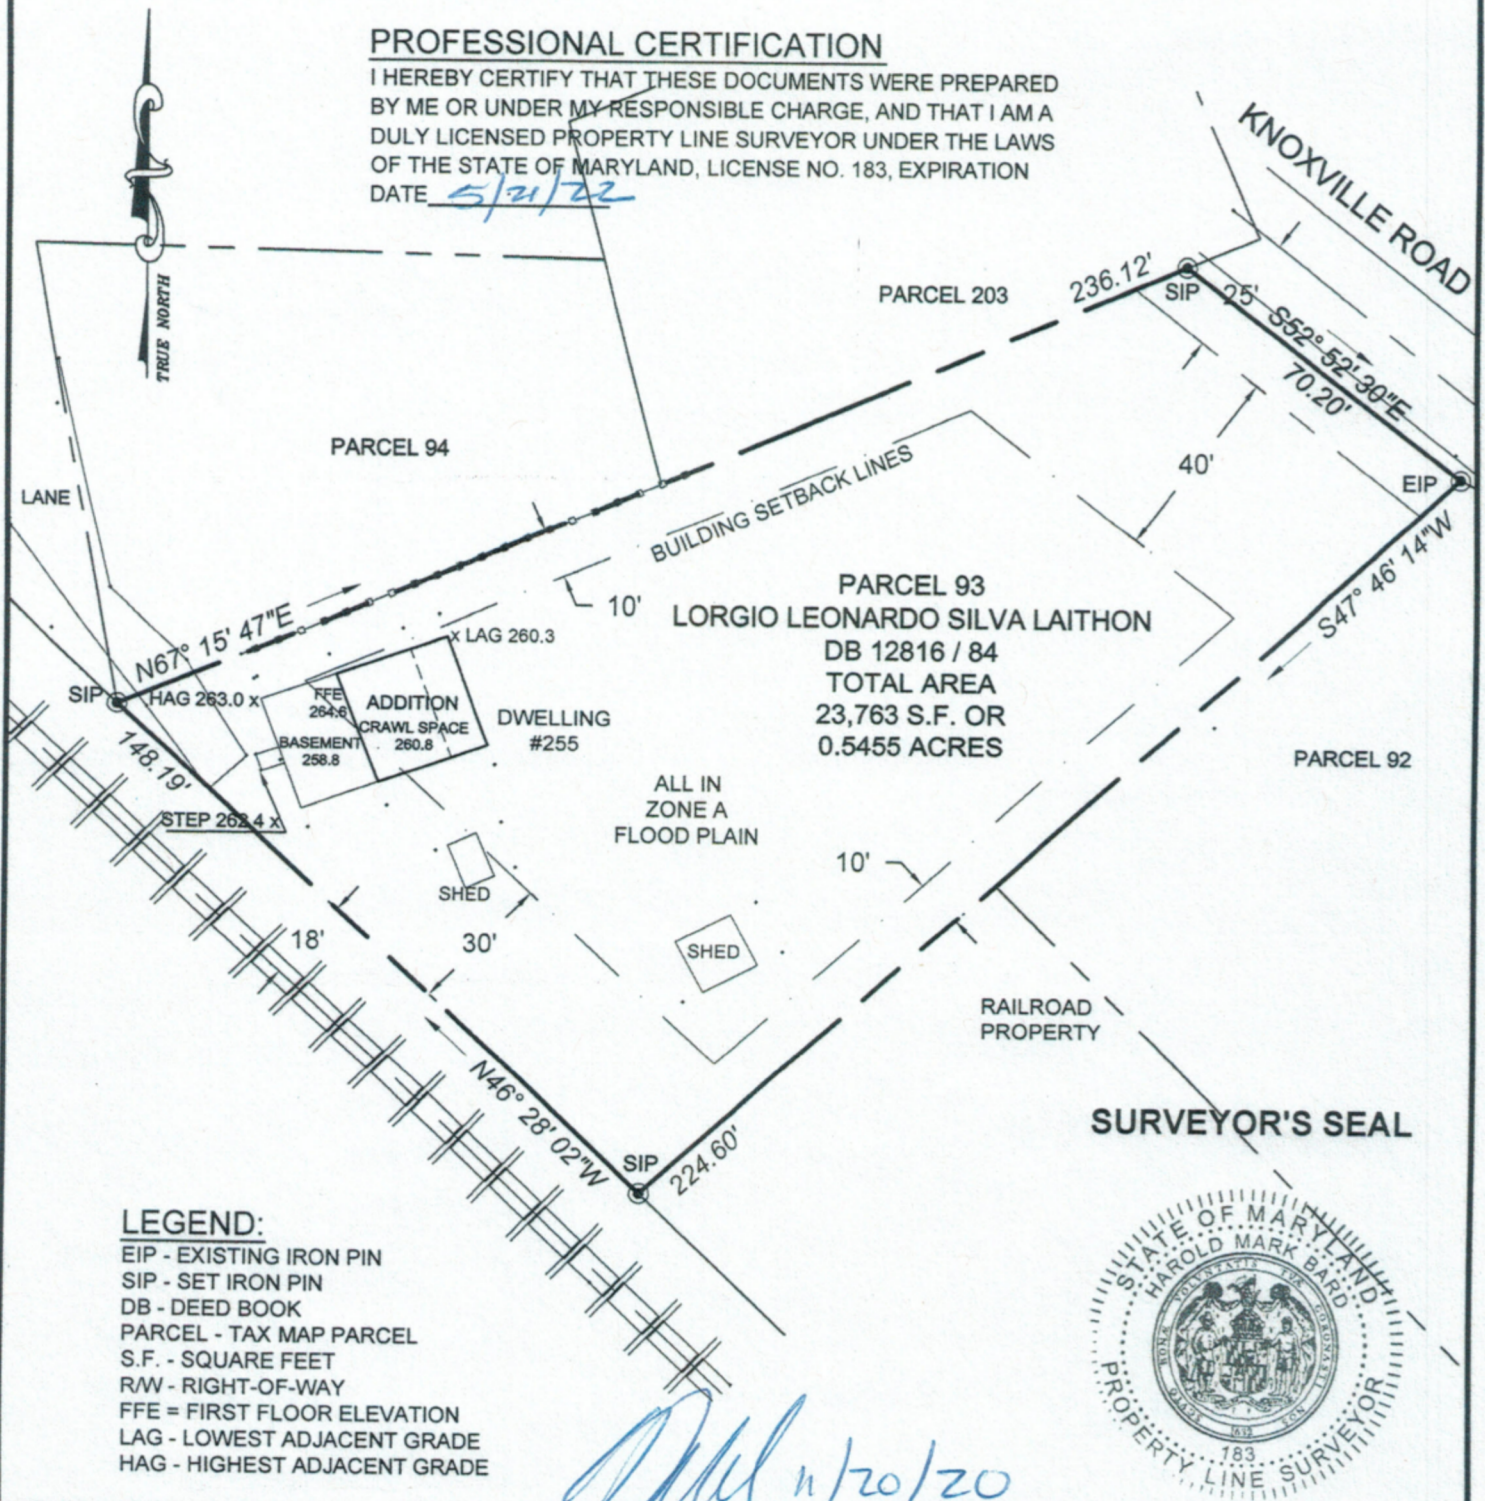 PROFESSIONAL CERTIFICATION
I HEREBY CERTIFY THAT THESE DOCUMENTS WERE PREPARED
BY ME OR UNDER MY RESPONSIBLE CHARGE, AND THAT I AM A
DULY LICENSED PROPERTY LINE SURVEYOR UNDER THE LAWS
OF THE STATE OF MARYLAND, LICENSE NO. 183, EXPIRATION
DATE 5/21/22
TRUE NORTH
KNOXVILLE ROAD
PARCEL 203
236.12'
SIP
25'
S52° 52' 30"E
70.20'
EIP
40'
PARCEL 94
LANE
BUILDING SETBACK LINES
S47° 46' 14"W
10'
N67° 15' 47"E
PARCEL 93
LORGIO LEONARDO SILVA LAITHON
DB 12816 / 84
TOTAL AREA
23,763 S.F. OR
0.5455 ACRES
x LAG 260.3
SIP
HAG 263.0 x
FFE
264.6
ADDITION
CRAWL SPACE
260.8
BASEMENT
258.8
DWELLING
#255
148.19'
STEP 262.4 x
PARCEL 92
ALL IN
ZONE A
FLOOD PLAIN
10'
SHED
18'
30'
SHED
RAILROAD
PROPERTY
N46° 28' 02"W
SIP
224.60'
SURVEYOR'S SEAL
LEGEND:
EIP - EXISTING IRON PIN
SIP - SET IRON PIN
DB - DEED BOOK
PARCEL - TAX MAP PARCEL
S.F. - SQUARE FEET
R/W - RIGHT-OF-WAY
FFE = FIRST FLOOR ELEVATION
LAG - LOWEST ADJACENT GRADE
HAG - HIGHEST ADJACENT GRADE
11/20/20
STATE OF MARYLAND
HAROLD MARK BARD
183
PROPERTY LINE SURVEYOR